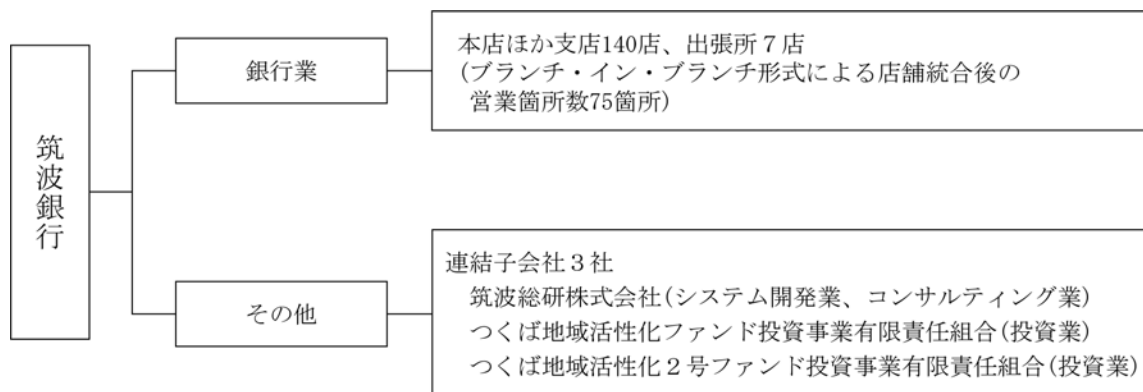 筑波銀行
銀行業
本店ほか支店140店、出張所７店
(ブランチ・イン・ブランチ形式による店舗統合後の
営業箇所数75箇所)
その他
連結子会社３社
筑波総研株式会社(システム開発業、コンサルティング業)
つくば地域活性化ファンド投資事業有限責任組合(投資業)
つくば地域活性化２号ファンド投資事業有限責任組合(投資業)